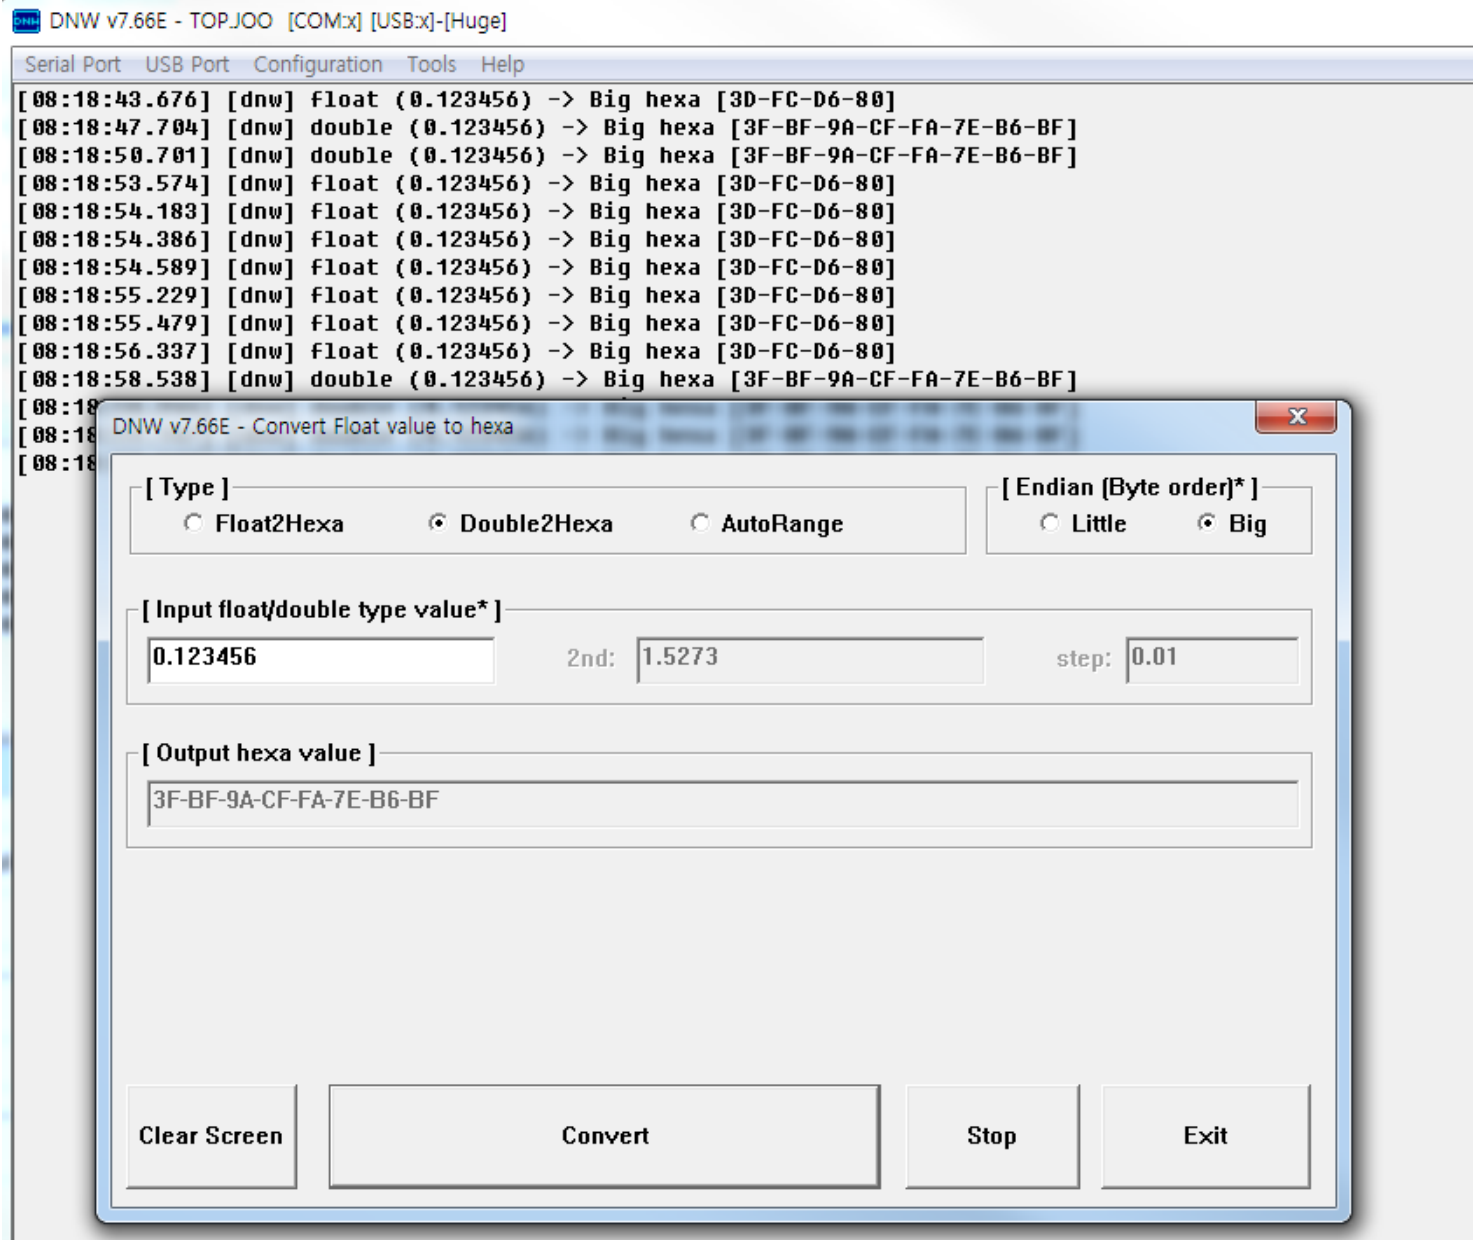 DNW v7.66E - TOP.JOO [COM:x] [USB:x]-[Huge]
Serial Port USB Port Configuration Tools Help
[08:18:43.676] [dnw] float (0.123456) -> Big hexa [3D-FC-D6-80]
[08:18:47.704] [dnw] double (0.123456) -> Big hexa [3F-BF-9A-CF-FA-7E-B6-BF]
[08:18:50.701] [dnw] double (0.123456) -> Big hexa [3F-BF-9A-CF-FA-7E-B6-BF]
[08:18:53.574] [dnw] float (0.123456) -> Big hexa [3D-FC-D6-80]
[08:18:54.183] [dnw] float (0.123456) -> Big hexa [3D-FC-D6-80]
[08:18:54.386] [dnw] float (0.123456) -> Big hexa [3D-FC-D6-80]
[08:18:54.589] [dnw] float (0.123456) -> Big hexa [3D-FC-D6-80]
[08:18:55.229] [dnw] float (0.123456) -> Big hexa [3D-FC-D6-80]
[08:18:55.479] [dnw] float (0.123456) -> Big hexa [3D-FC-D6-80]
[08:18:56.337] [dnw] float (0.123456) -> Big hexa [3D-FC-D6-80]
[08:18:58.538] [dnw] double (0.123456) -> Big hexa [3F-BF-9A-CF-FA-7E-B6-BF]
[08:18
[08:18
[08:18
DNW v7.66E - Convert Float value to hexa
[ Type ] [ Endian (Byte order)* ]
Float2Hexa Double2Hexa AutoRange Little Big
[ Input float/double type value* ]
0.123456 2nd: 1.5273 step: 0.01
[ Output hexa value ]
3F-BF-9A-CF-FA-7E-B6-BF
Clear Screen Convert Stop Exit